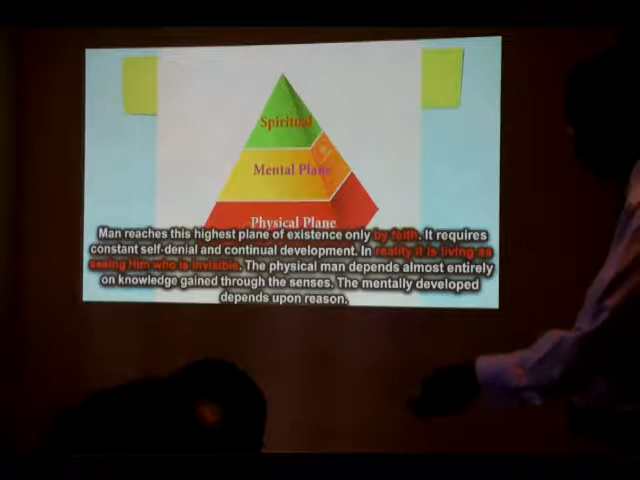 Spiritual
Mental Plane
Physical Plane
Man reaches this highest plane of existence only by faith. It requires
constant self-denial and continual development. In reality it is living as
seeing Him who is invisible. The physical man depends almost entirely
on knowledge gained through the senses. The mentally developed
depends upon reason.